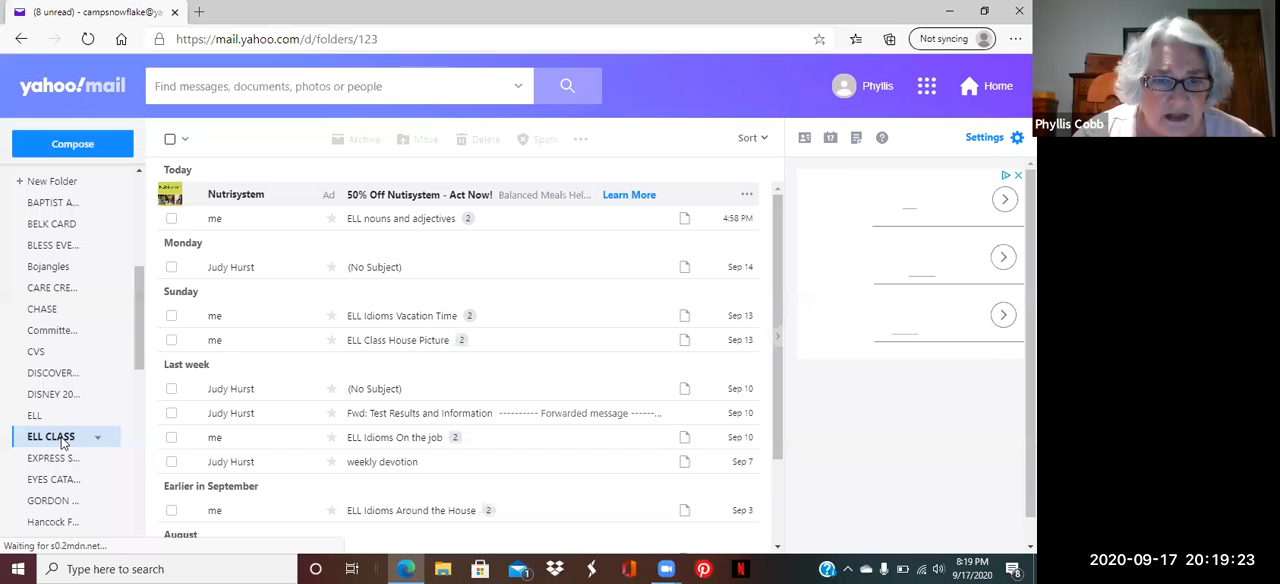 (8 unread) - campsnowflake@ya
https://mail.yahoo.com/d/folders/123
Not syncing
yahoo!mail
Find messages, documents, photos or people
Phyllis
Home
Phyllis Cobb
Compose
Archive Move Delete Spam
Sort
Settings
+ New Folder
BAPTIST A...
BELK CARD
BLESS EVE...
Bojangles
CARE CRE...
CHASE
Committe...
CVS
DISCOVER...
DISNEY 20...
ELL
ELL CLASS
EXPRESS S...
EYES CATA...
GORDON ...
Hancock F...
Today
Nutrisystem Ad 50% Off Nutisystem - Act Now! Balanced Meals Hel... Learn More
me ELL nouns and adjectives 2 4:58 PM
Monday
Judy Hurst (No Subject) Sep 14
Sunday
me ELL Idioms Vacation Time 2 Sep 13
me ELL Class House Picture 2 Sep 13
Last week
Judy Hurst (No Subject) Sep 10
Judy Hurst Fwd: Test Results and Information ---------- Forwarded message ------... Sep 10
me ELL Idioms On the job 2 Sep 10
Judy Hurst weekly devotion Sep 7
Earlier in September
me ELL Idioms Around the House 2 Sep 3
August
Waiting for s0.2mdn.net...
Type here to search
8:19 PM
9/17/2020
2020-09-17 20:19:23